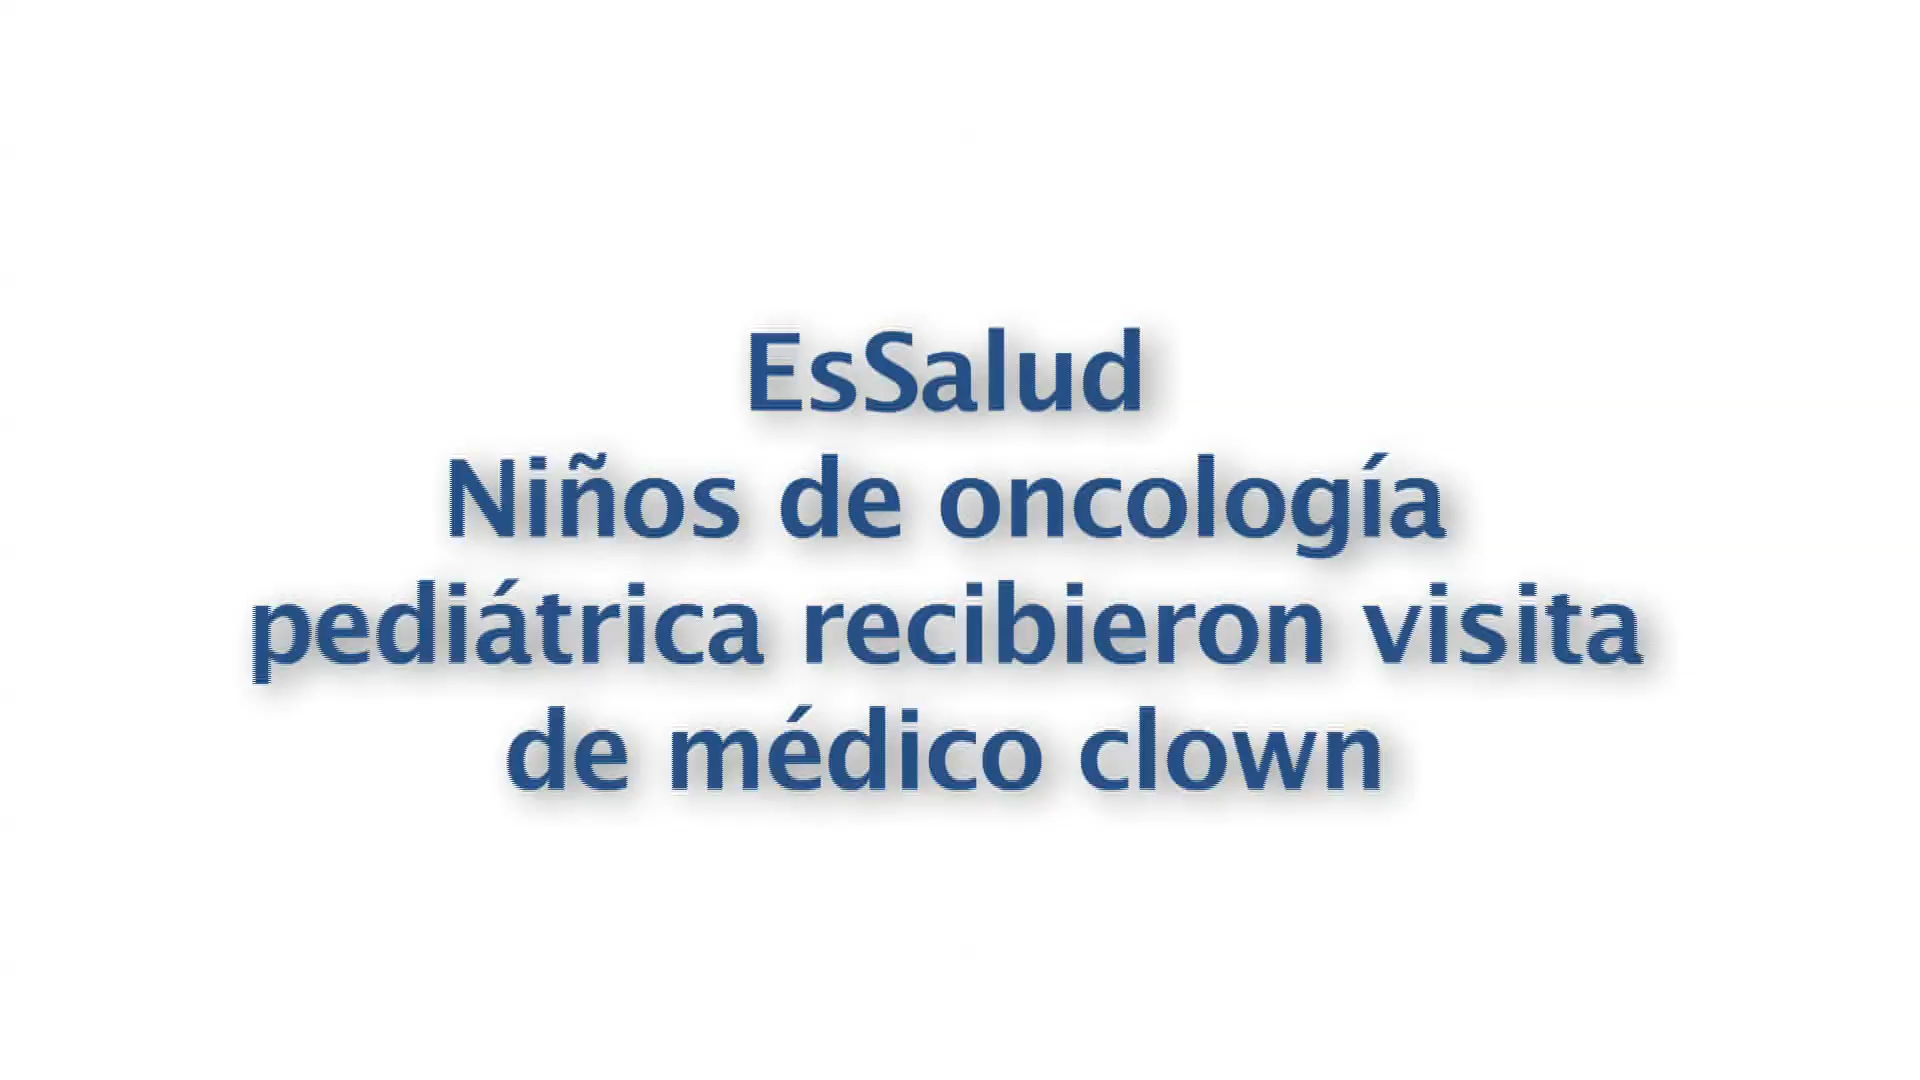 EsSalud
Niños de oncología
pediátrica recibieron visita
de médico clown